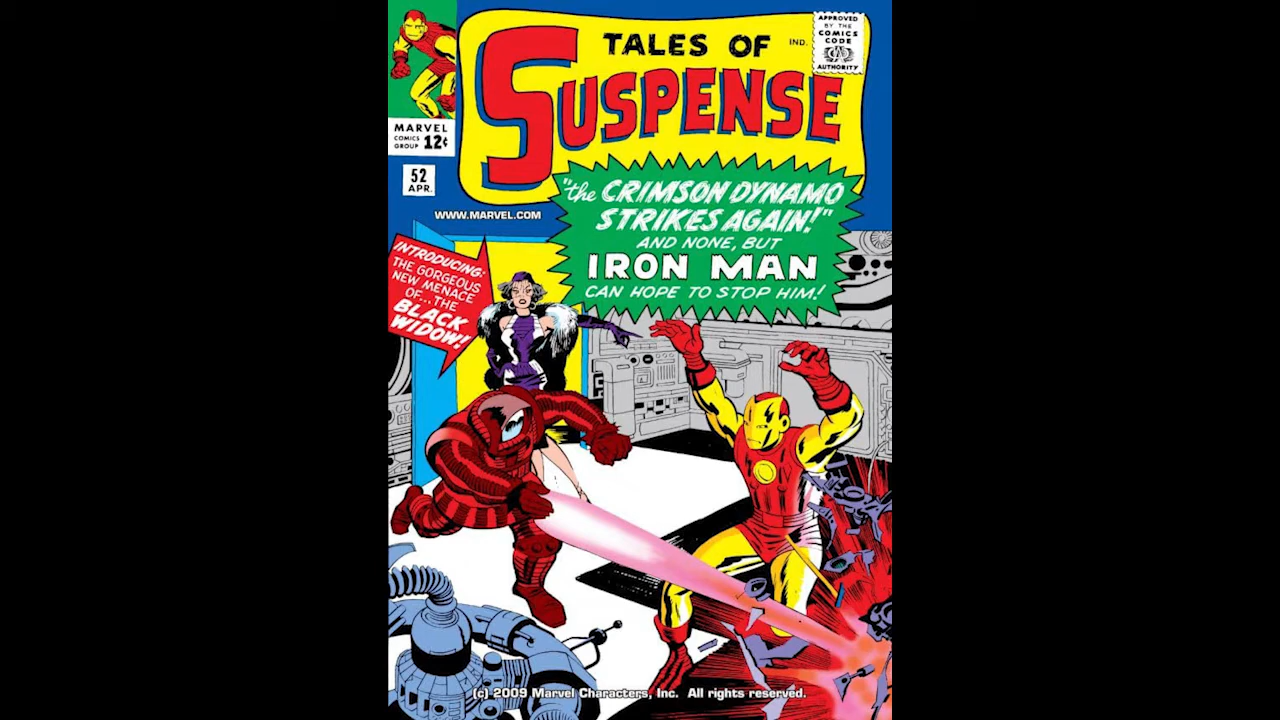 TALES OF
SUSPENSE
IND.
APPROVED
BY THE
COMICS
CODE
CA
AUTHORITY
MARVEL
COMICS
GROUP 12¢
52
APR.
WWW.MARVEL.COM
"the CRIMSON DYNAMO
STRIKES AGAIN!"
AND NONE, BUT
IRON MAN
CAN HOPE TO STOP HIM!
INTRODUCING:
THE GORGEOUS
NEW MENACE
OF...THE
BLACK
WIDOW!
(c) 2009 Marvel Characters, Inc. All rights reserved.